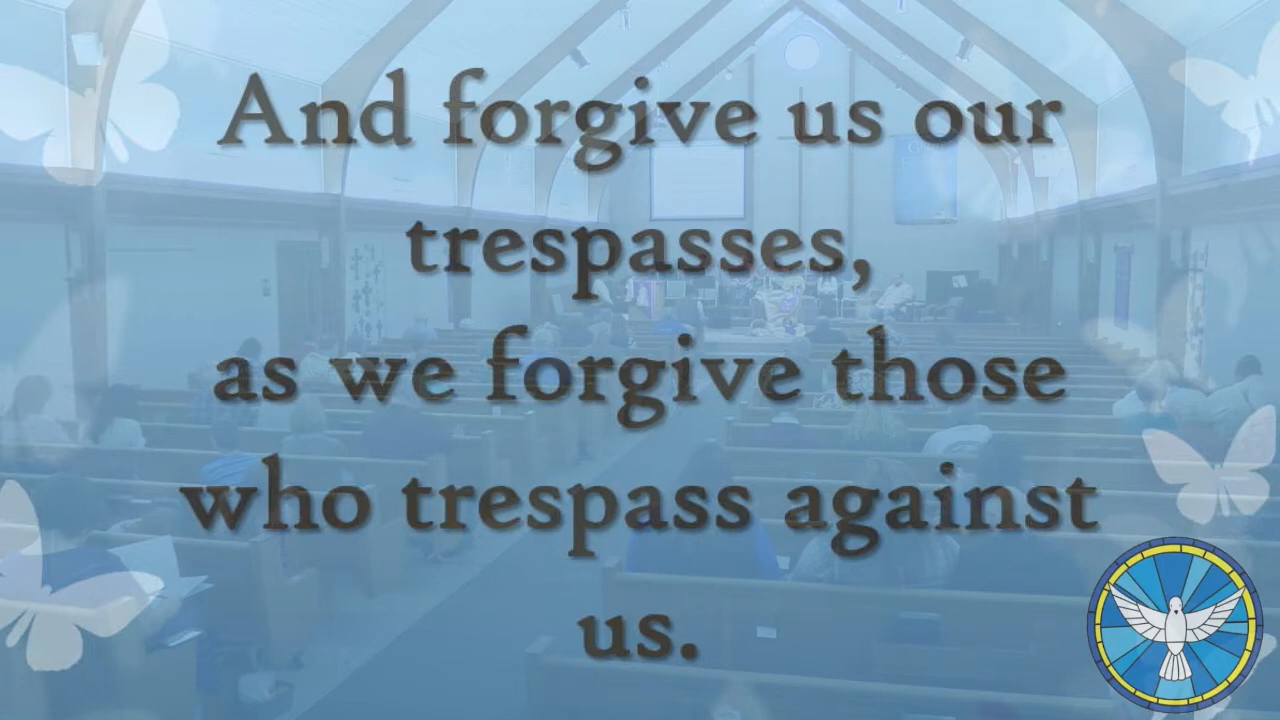 And forgive us our
trespasses,
as we forgive those
who trespass against
us.